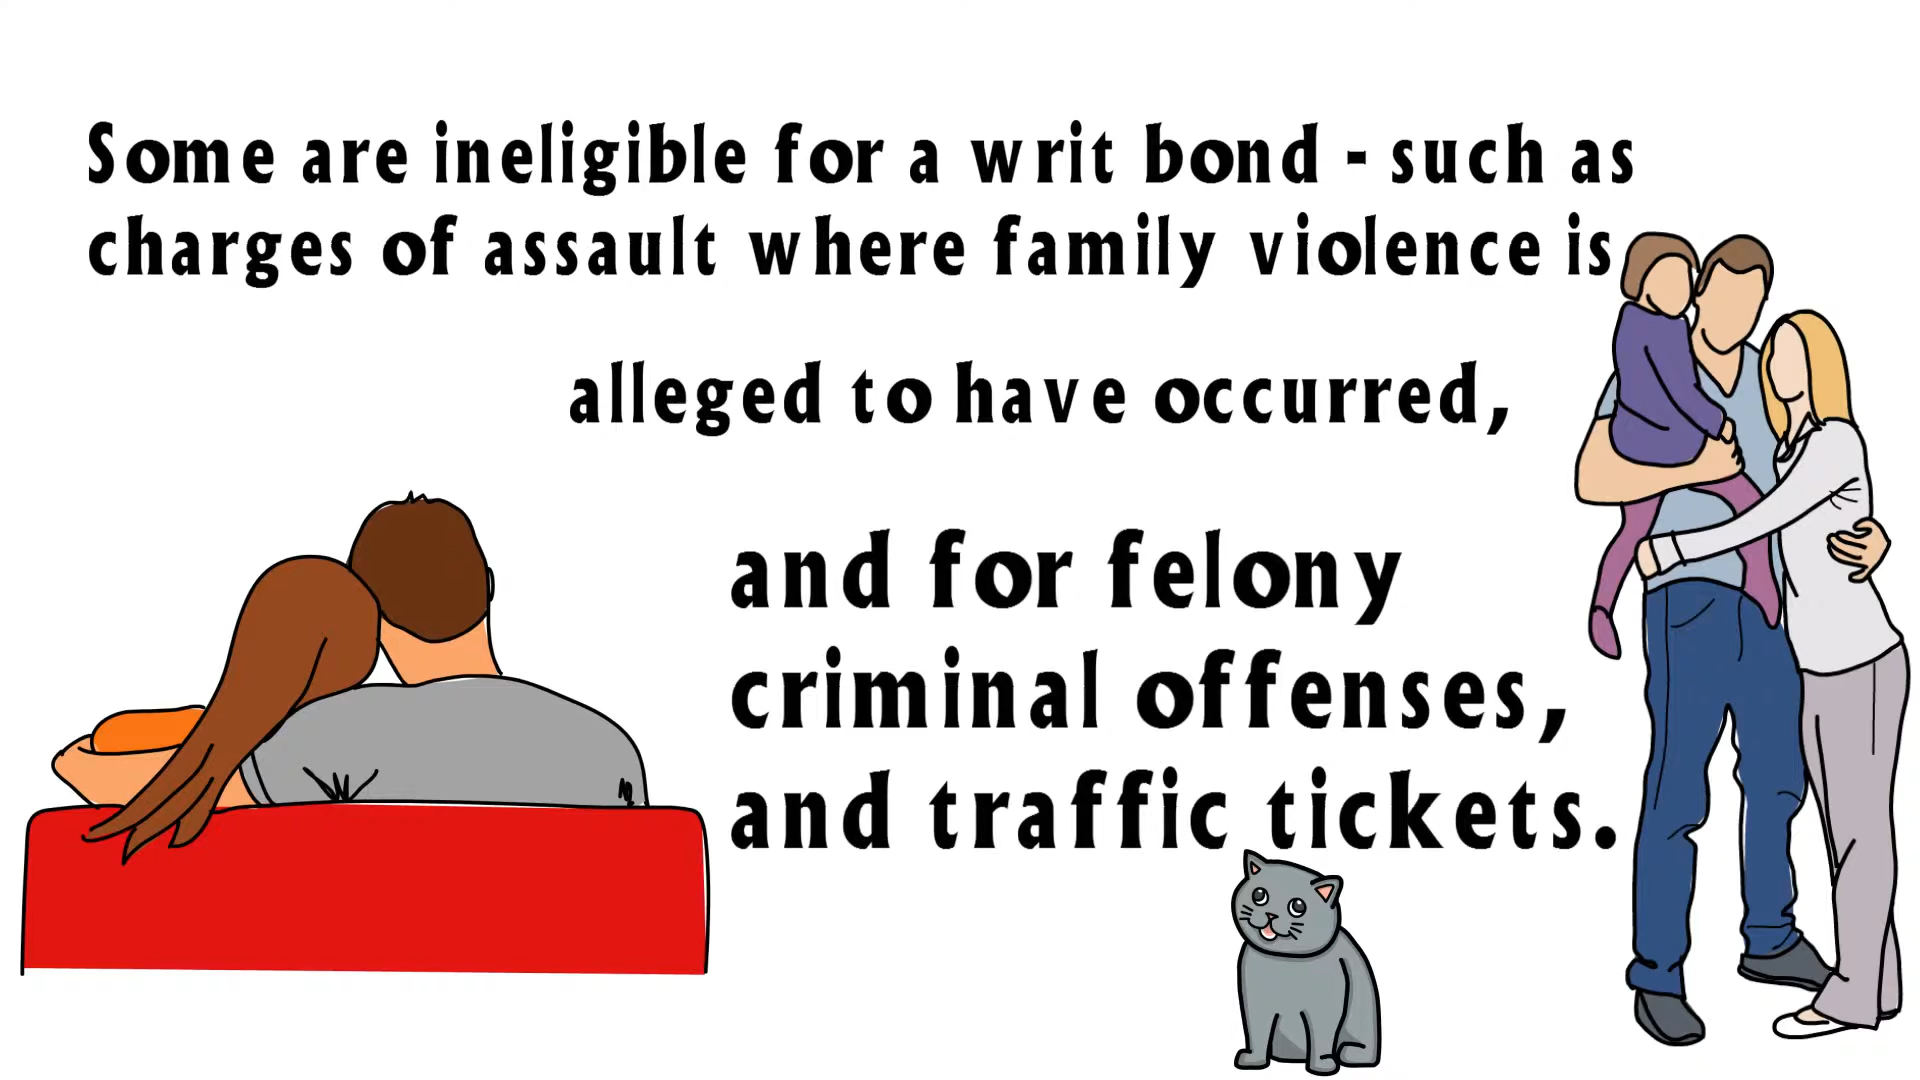 Some are ineligible for a writ bond - such as
charges of assault where family violence is
alleged to have occurred,
and for felony
criminal offenses,
and traffic tickets.